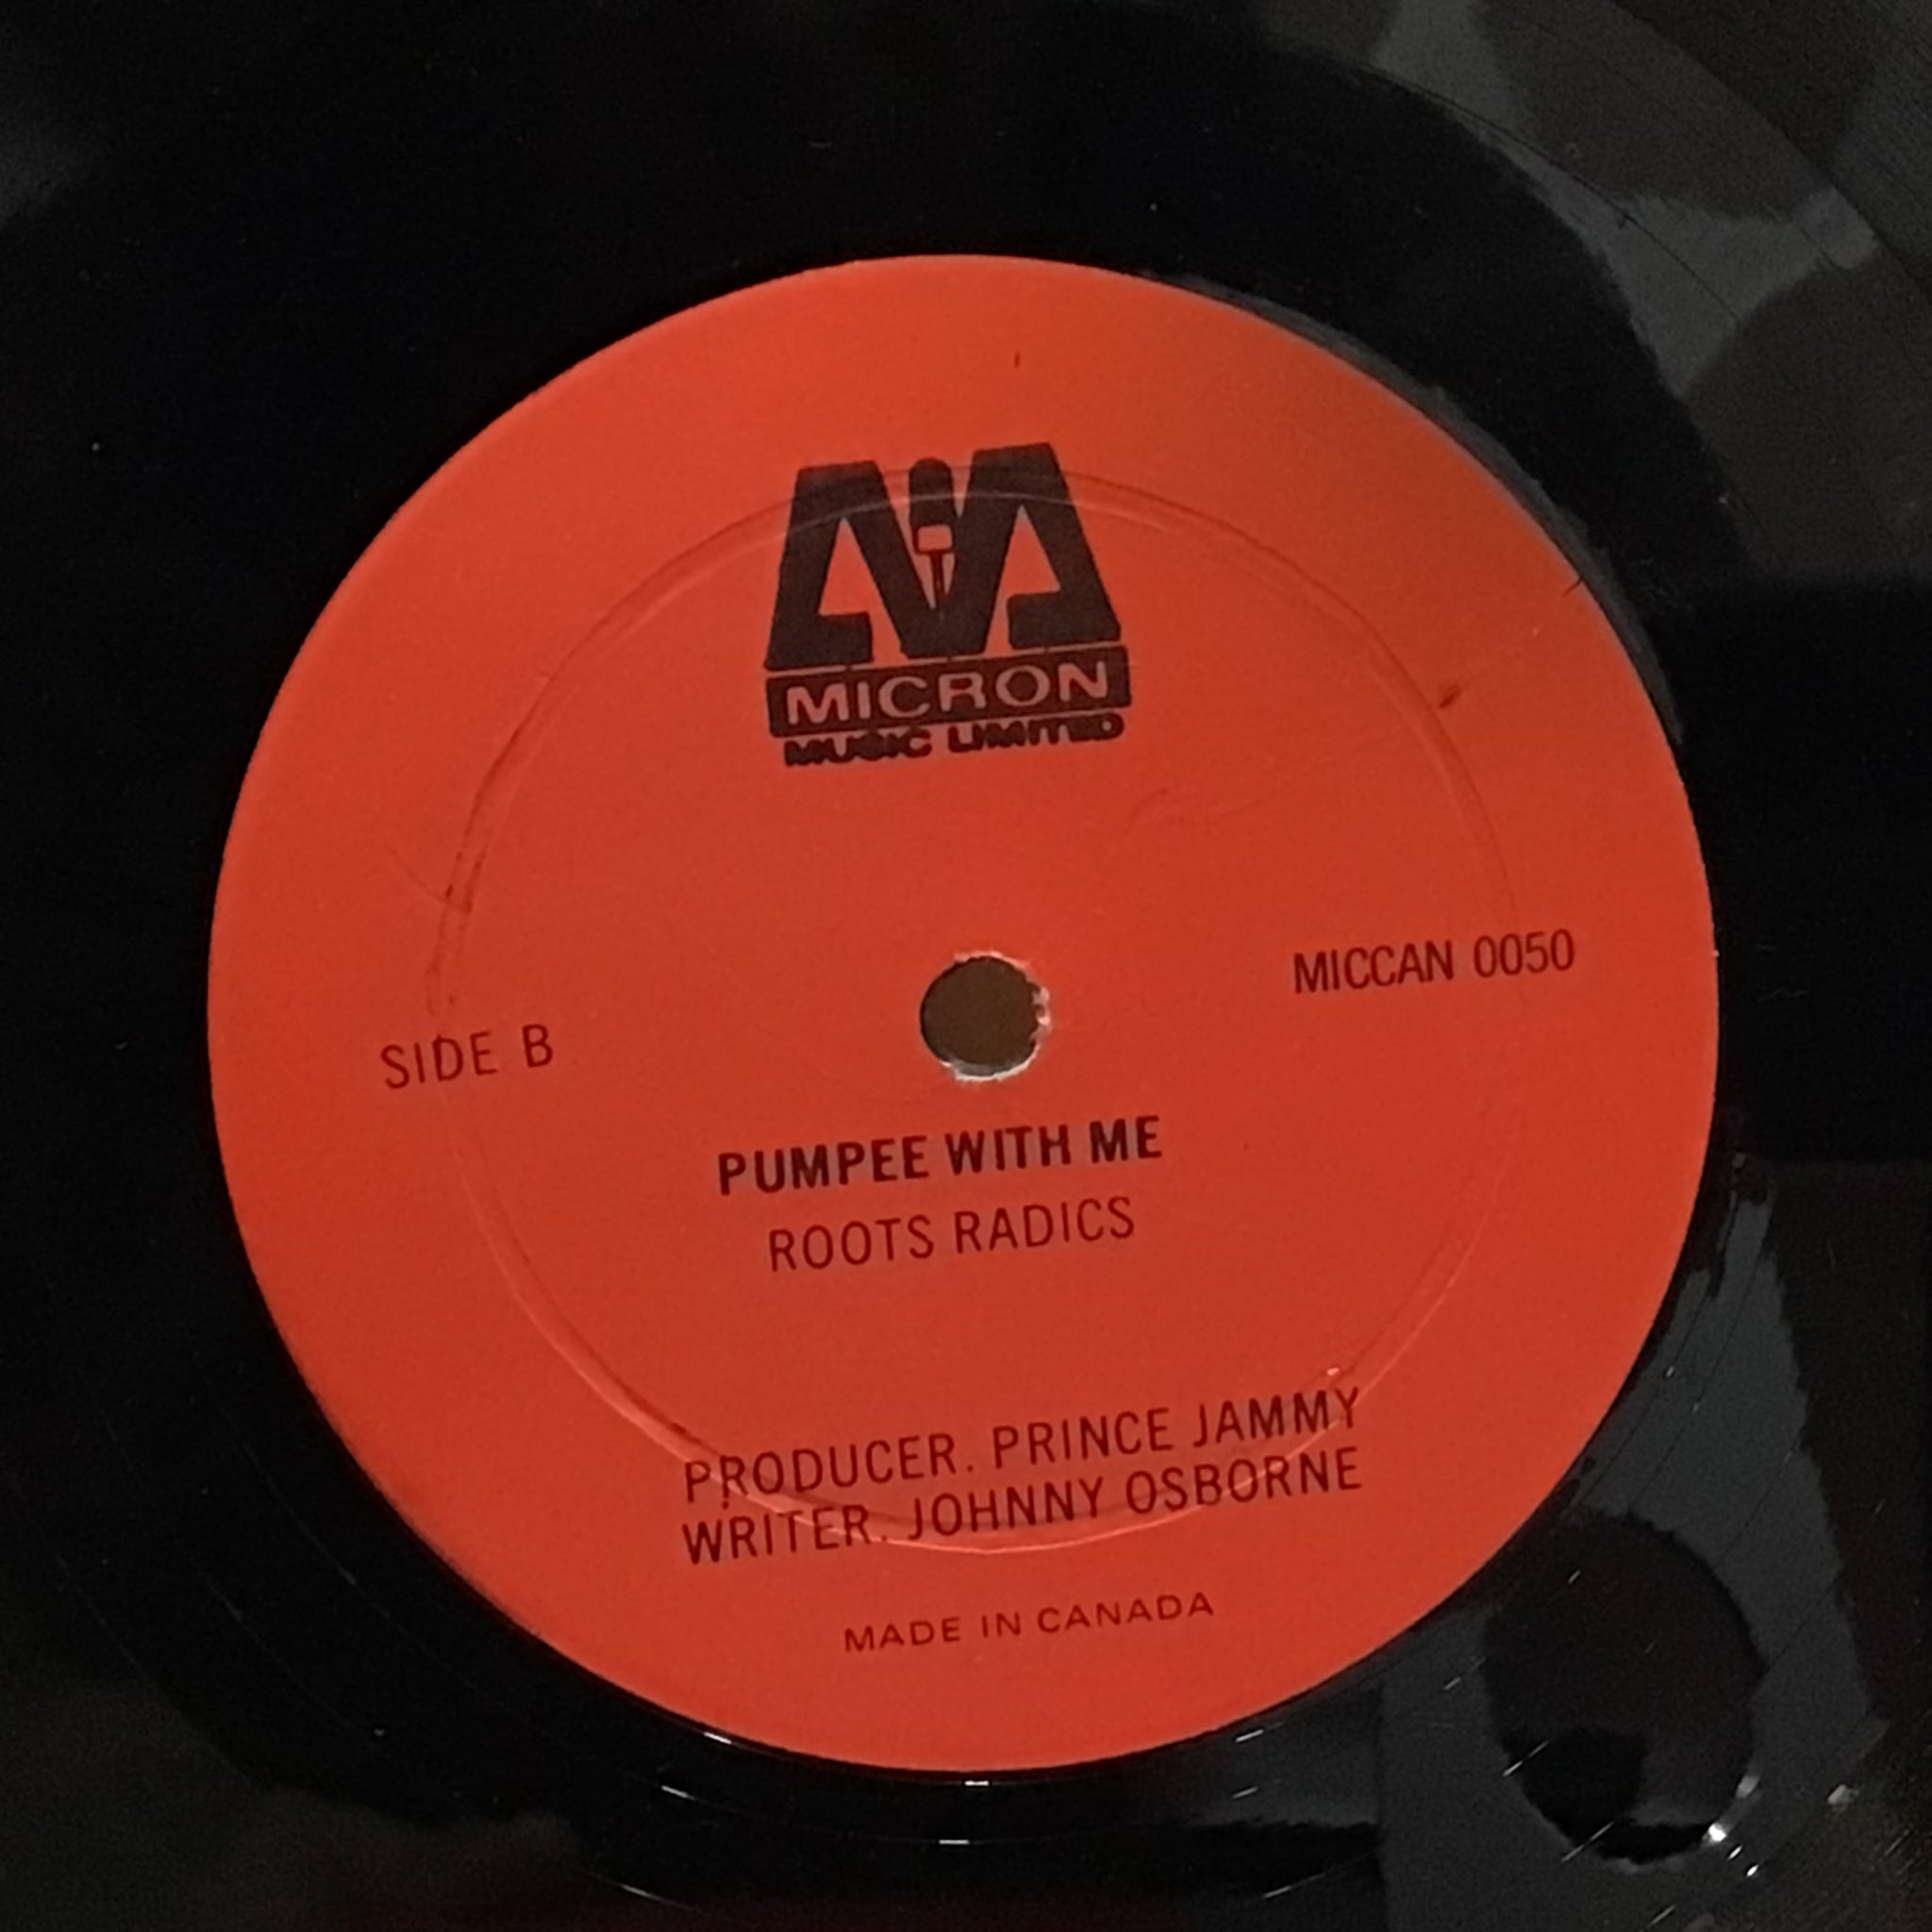 MICRON
MUSIC LIMITED
MICCAN 0050
SIDE B
PUMPEE WITH ME
ROOTS RADICS
PRODUCER. PRINCE JAMMY
WRITER. JOHNNY OSBORNE
MADE IN CANADA